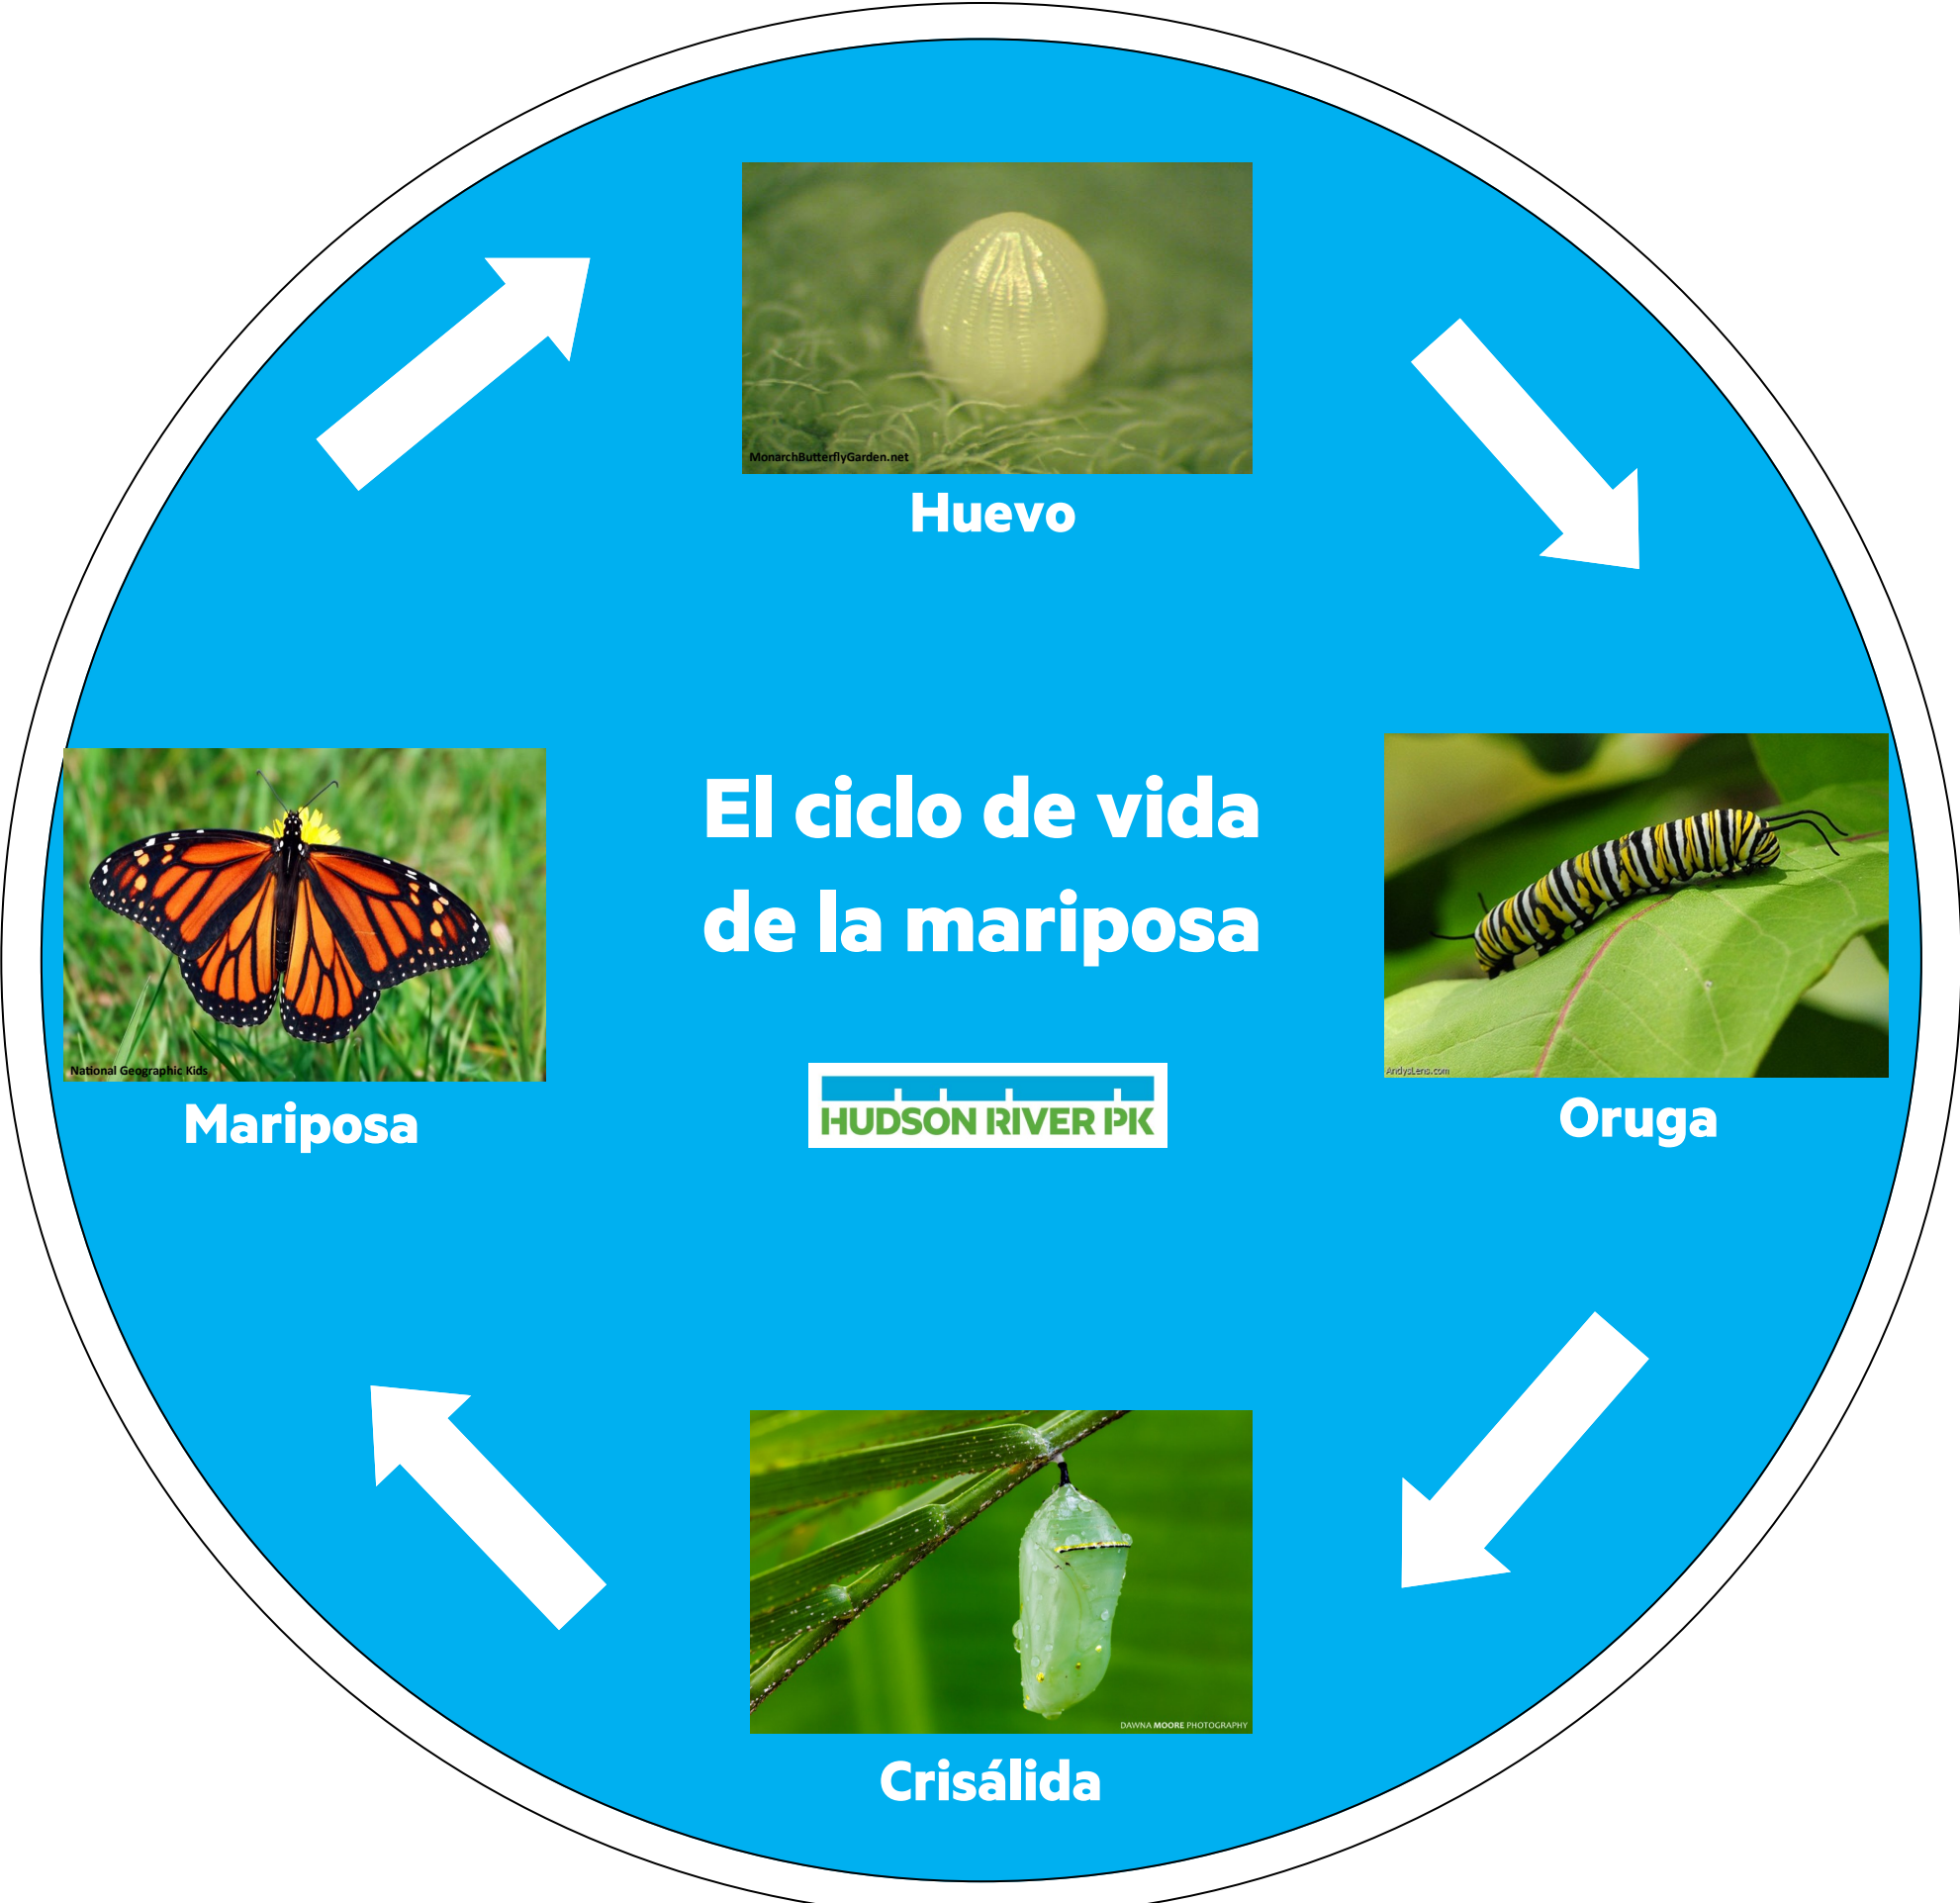 MonarchButterflyGarden.net
Huevo
El ciclo de vida
de la mariposa
National Geographic Kids
Mariposa
HUDSON RIVER PK
AndysLens.com
Oruga
DAWNA MOORE PHOTOGRAPHY
Crisálida